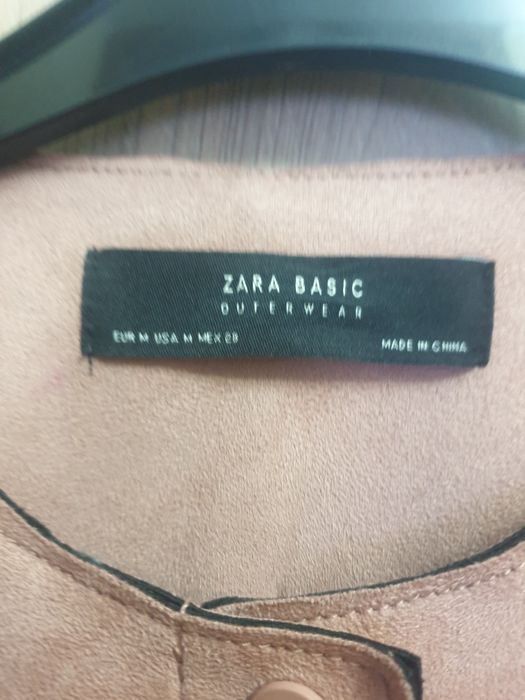 ZARA BASIC
OUTERWEAR
EUR M USA M MEX 28
MADE IN CHINA